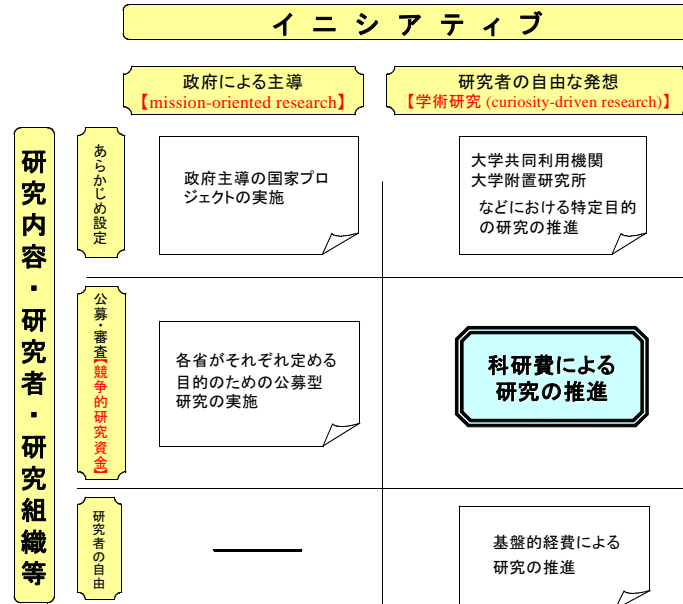 イニシアティブ
政府による主導
【mission-oriented research】
研究者の自由な発想
【学術研究 (curiosity-driven research)】
研究内容・研究者・研究組織等
あらかじめ設定
政府主導の国家プロ
ジェクトの実施
大学共同利用機関
大学附置研究所
などにおける特定目的
の研究の推進
公募・審査【競争的研究資金】
各省がそれぞれ定める
目的のための公募型
研究の実施
科研費による
研究の推進
研究者の自由
基盤的経費による
研究の推進